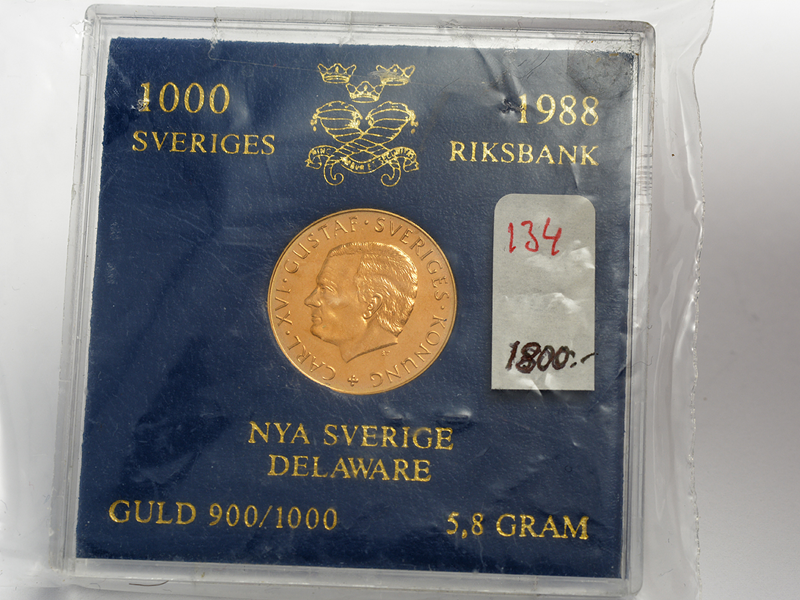 1000
1988
SVERIGES
RIKSBANK
134
CARL·XVI·GUSTAF·SVERIGES·KONUNG
1800:-
NYA SVERIGE
DELAWARE
GULD 900/1000
5,8 GRAM